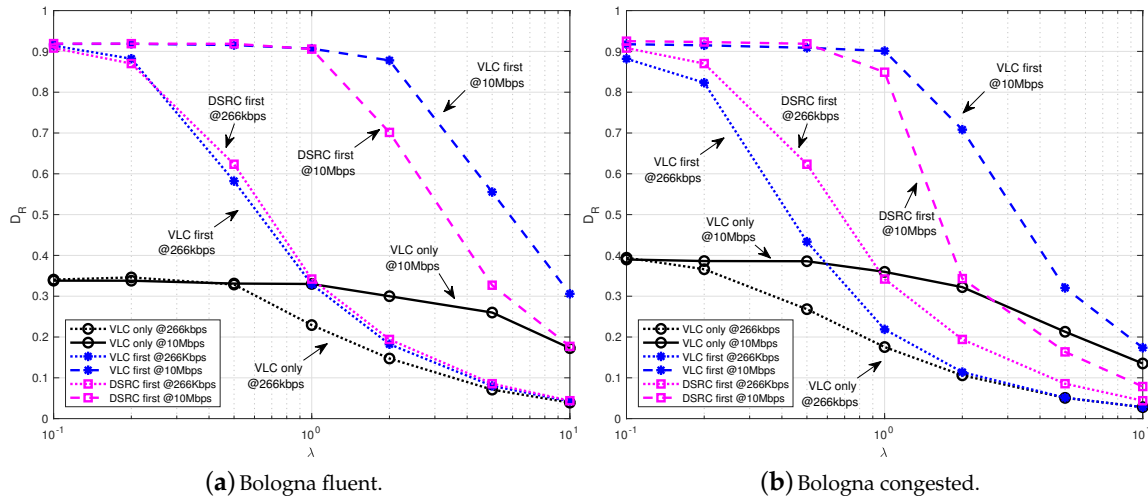 1
0.9
0.8
0.7
0.6
0.5
0.4
0.3
0.2
0.1
0
D_R
10^-1
10^0
10^1
λ
VLC first
@10Mbps
DSRC first
@266kbps
DSRC first
@10Mbps
VLC first
@266kbps
VLC only
@10Mbps
VLC only
@266kbps
VLC only @266kbps
VLC only @10Mbps
VLC first @266Kbps
VLC first @10Mbps
DSRC first @266Kbps
DSRC first @10Mbps
(a) Bologna fluent.
1
0.9
0.8
0.7
0.6
0.5
0.4
0.3
0.2
0.1
0
D_R
10^-1
10^0
10^1
λ
VLC first
@10Mbps
DSRC first
@266kbps
VLC first
@266kbps
DSRC first
@10Mbps
VLC only
@10Mbps
VLC only
@266kbps
VLC only @266kbps
VLC only @10Mbps
VLC first @266Kbps
VLC first @10Mbps
DSRC first @266Kbps
DSRC first @10Mbps
(b) Bologna congested.